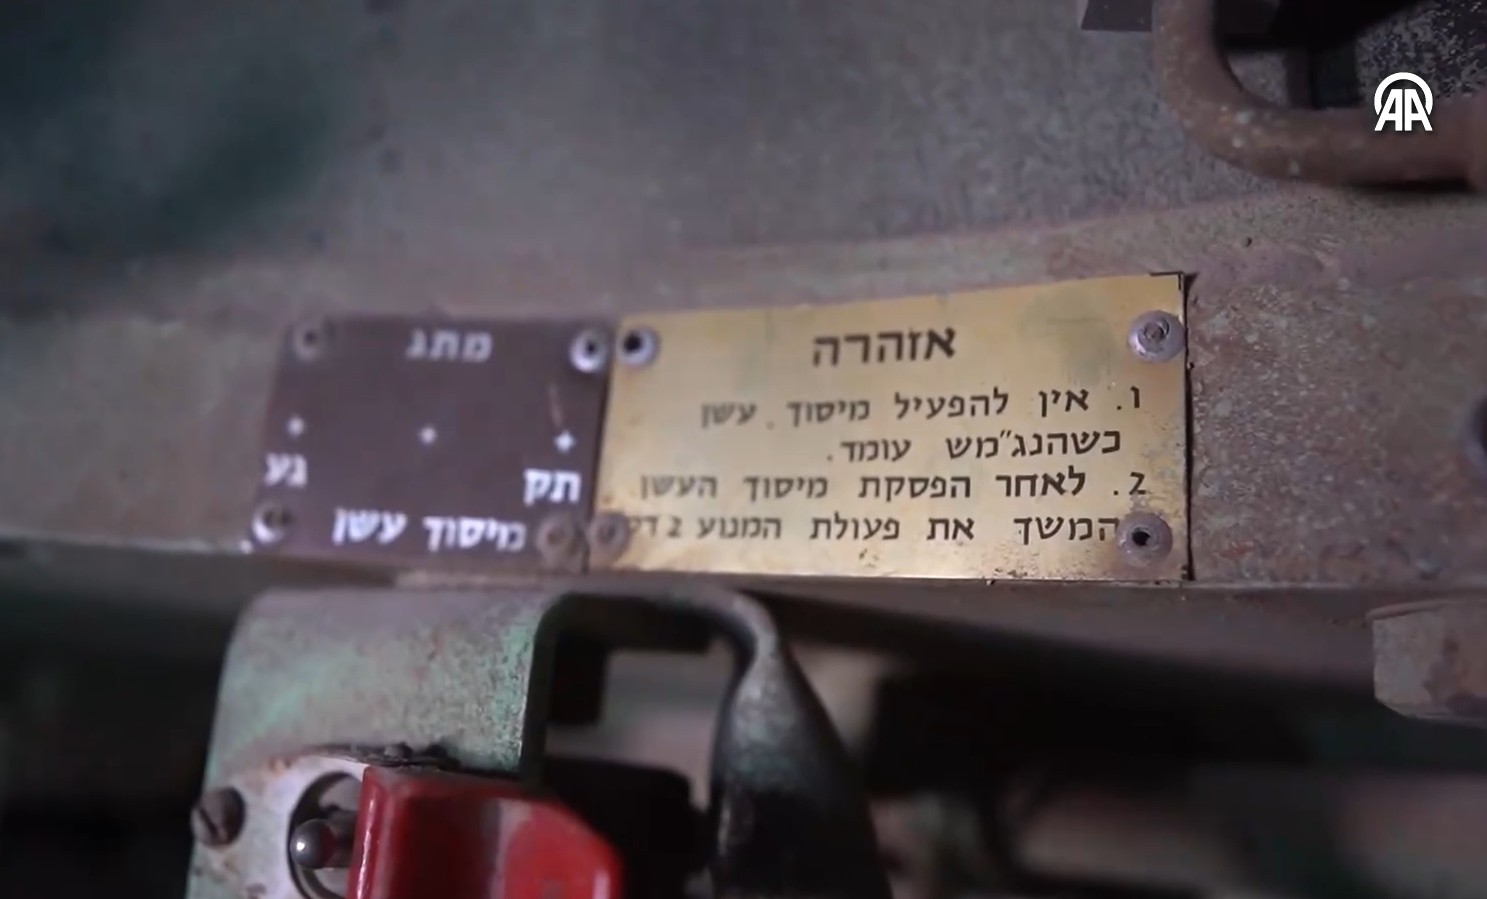 אזהרה
1. אין להפעיל מיסוך עשן
כשהנג"מש עומד.
2. לאחר הפסקת מיסוך העשן
המשך את פעולת המנוע 2
מתג
תק
גע
מיסוך עשן
AA